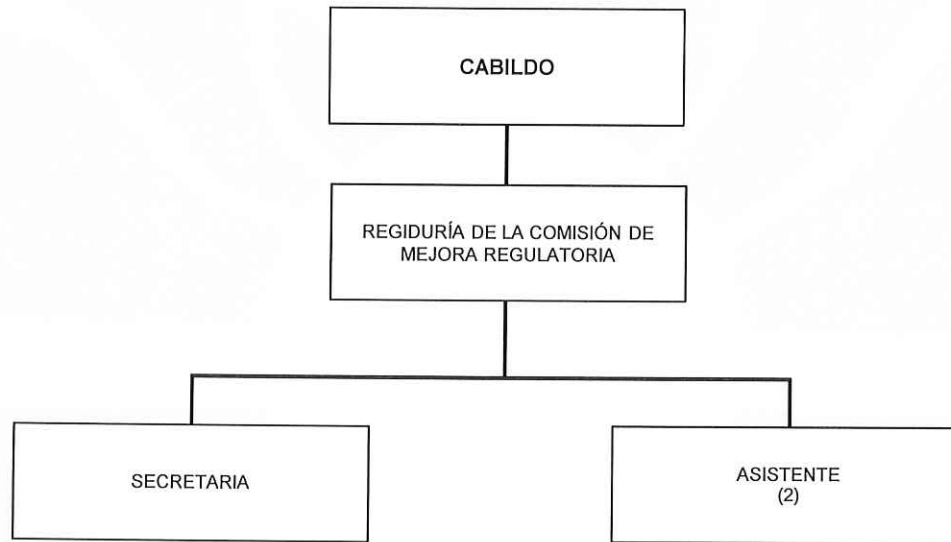 CABILDO
REGIDURÍA DE LA COMISIÓN DE
MEJORA REGULATORIA
SECRETARIA
ASISTENTE
(2)